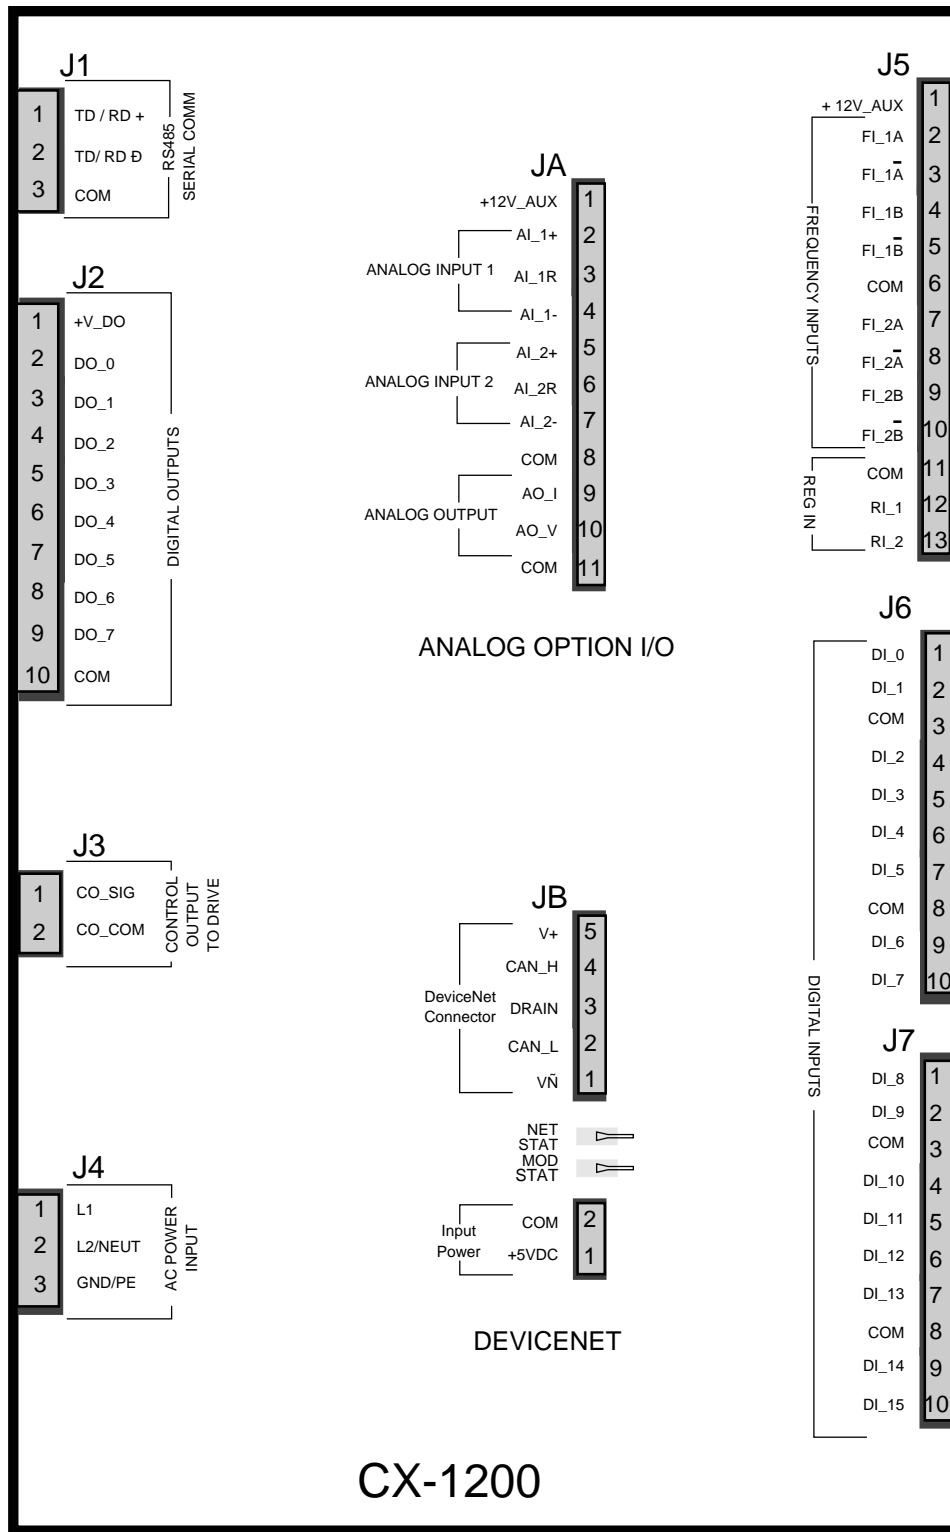 J1
1 TD / RD +
2 TD/ RD Ð
3 COM
RS485
SERIAL COMM
J2
1 +V_DO
2 DO_0
3 DO_1
4 DO_2
5 DO_3
6 DO_4
7 DO_5
8 DO_6
9 DO_7
10 COM
DIGITAL OUTPUTS
J3
1 CO_SIG
2 CO_COM
CONTROL
OUTPUT
TO DRIVE
J4
1 L1
2 L2/NEUT
3 GND/PE
AC POWER
INPUT
JA
+12V_AUX 1
AI_1+ 2
AI_1R 3
AI_1- 4
ANALOG INPUT 1
AI_2+ 5
AI_2R 6
AI_2- 7
ANALOG INPUT 2
COM 8
AO_I 9
AO_V 10
COM 11
ANALOG OUTPUT
ANALOG OPTION I/O
JB
V+ 5
CAN_H 4
DRAIN 3
CAN_L 2
VÑ 1
DeviceNet
Connector
NET
STAT
MOD
STAT
COM 2
+5VDC 1
Input
Power
DEVICENET
J5
+ 12V_AUX 1
FI_1A 2
FI_1A̅ 3
FI_1B 4
FI_1B̅ 5
COM 6
FI_2A 7
FI_2A̅ 8
FI_2B 9
FI_2B̅ 10
FREQUENCY INPUTS
COM 11
RI_1 12
RI_2 13
REG IN
J6
DI_0 1
DI_1 2
COM 3
DI_2 4
DI_3 5
DI_4 6
DI_5 7
COM 8
DI_6 9
DI_7 10
DIGITAL INPUTS
J7
DI_8 1
DI_9 2
COM 3
DI_10 4
DI_11 5
DI_12 6
DI_13 7
COM 8
DI_14 9
DI_15 10
CX-1200